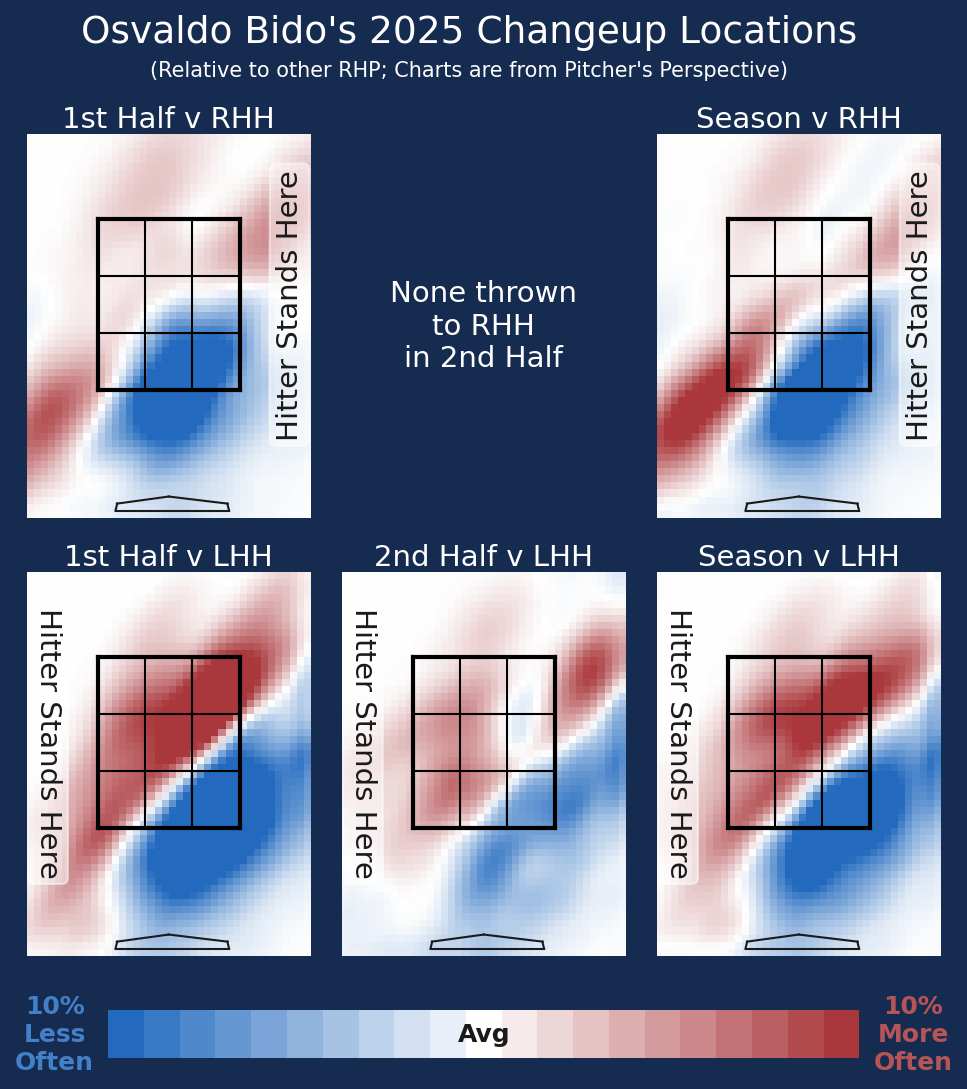 Osvaldo Bido's 2025 Changeup Locations
(Relative to other RHP; Charts are from Pitcher's Perspective)
1st Half v RHH
Hitter Stands Here
None thrown
to RHH
in 2nd Half
Season v RHH
Hitter Stands Here
1st Half v LHH
Hitter Stands Here
2nd Half v LHH
Hitter Stands Here
Season v LHH
Hitter Stands Here
10%
Less
Often
Avg
10%
More
Often